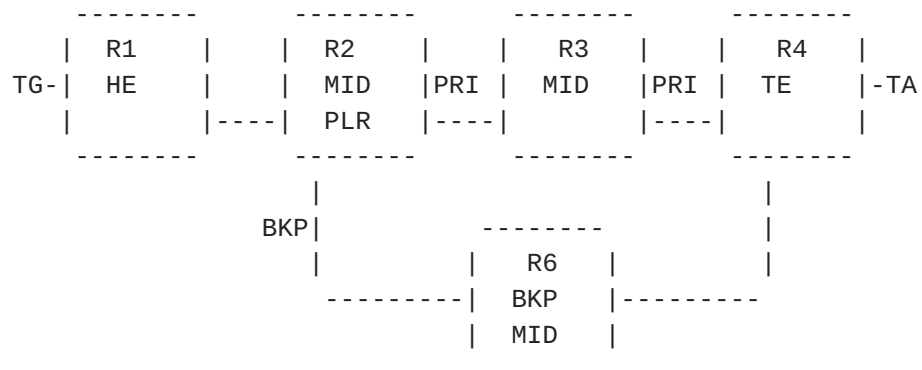 R1 R2 R3 R4
TG- HE MID PRI MID PRI TE -TA
PLR
BKP
R6
BKP
MID